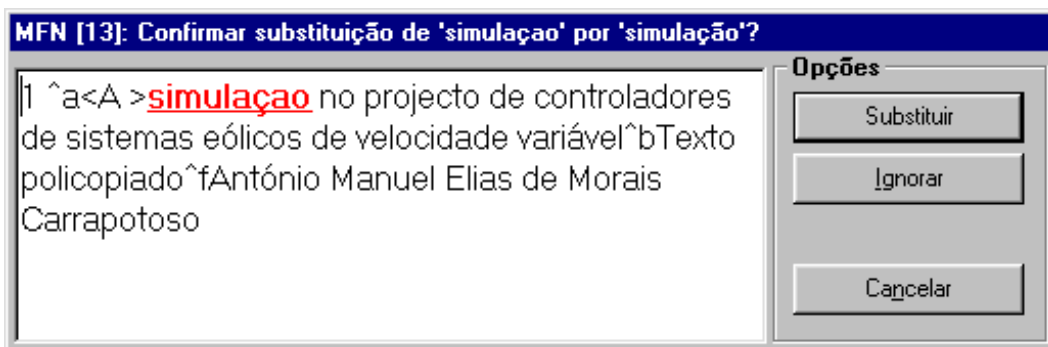 MFN [13]: Confirmar substituição de 'simulaçao' por 'simulação'?
1 ^a<A >simulaçao no projecto de controladores
de sistemas eólicos de velocidade variável^bTexto
policopiado^fAntónio Manuel Elias de Morais
Carrapotoso
Opções
Substituir
Ignorar
Cancelar